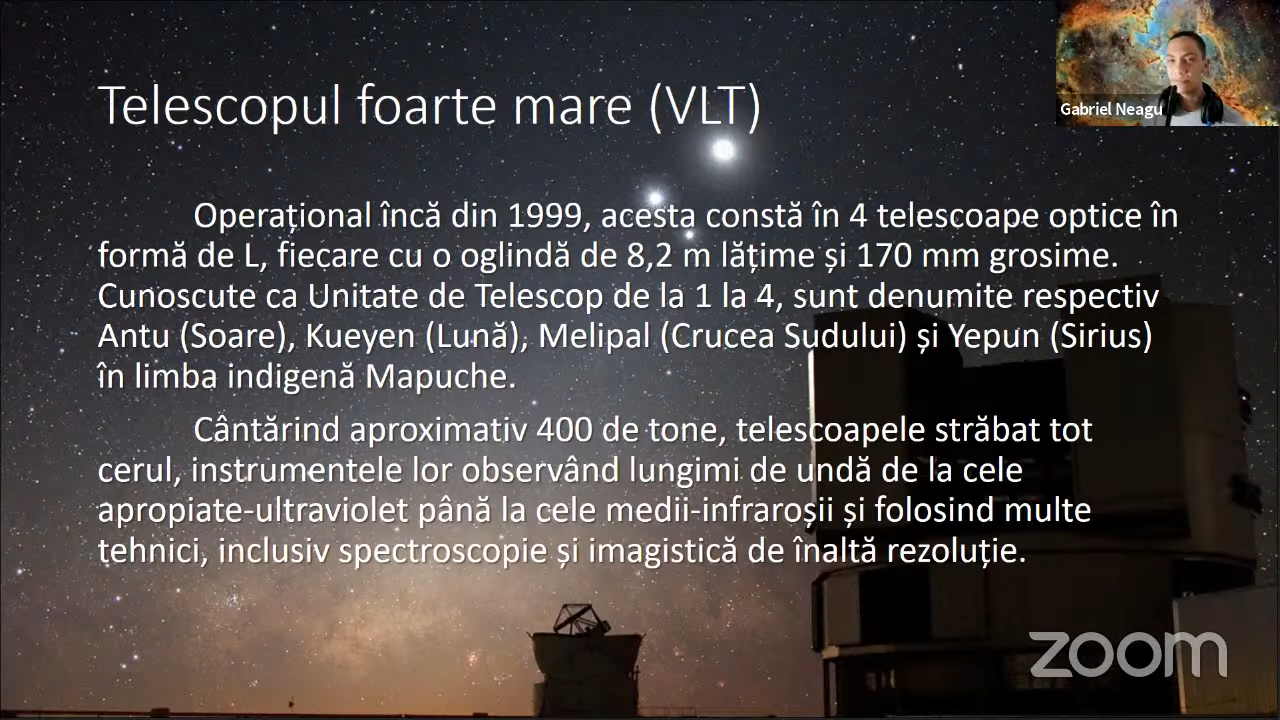 Telescopul foarte mare (VLT)
Gabriel Neagu
Operațional încă din 1999, acesta constă în 4 telescoape optice în
formă de L, fiecare cu o oglindă de 8,2 m lățime și 170 mm grosime.
Cunoscute ca Unitate de Telescop de la 1 la 4, sunt denumite respectiv
Antu (Soare), Kueyen (Lună), Melipal (Crucea Sudului) și Yepun (Sirius)
în limba indigenă Mapuche.
Cântărind aproximativ 400 de tone, telescoapele străbat tot
cerul, instrumentele lor observând lungimi de undă de la cele
apropiate-ultraviolet până la cele medii-infraroșii și folosind multe
tehnici, inclusiv spectroscopie și imagistică de înaltă rezoluție.
zoom